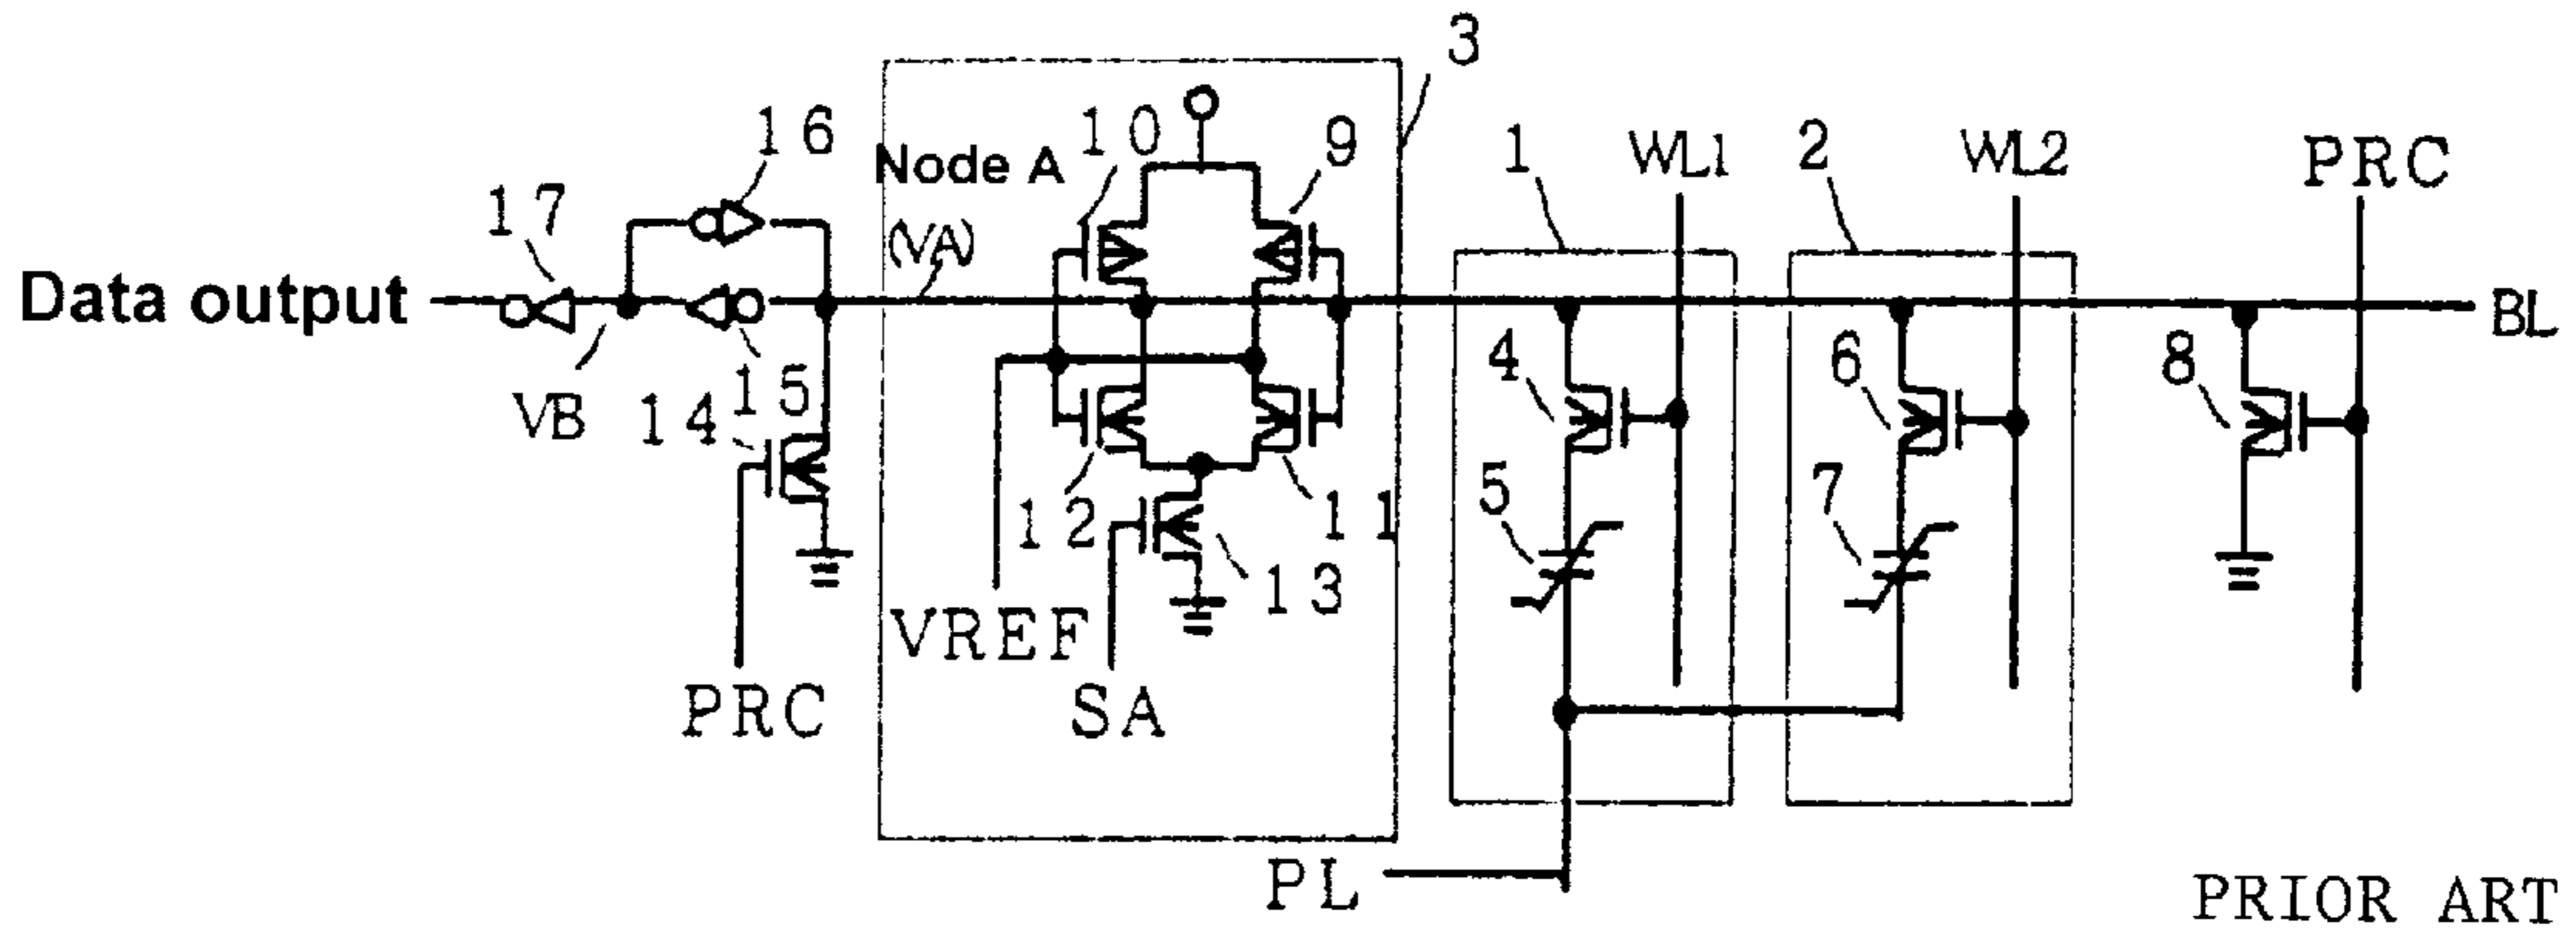 3
16
10
9
1
WL1
2
WL2
PRC
Node A
17
(VA)
Data output
BL
4
6
8
VB
14
15
5
7
12
11
13
VREF
PRC
SA
PL
PRIOR ART